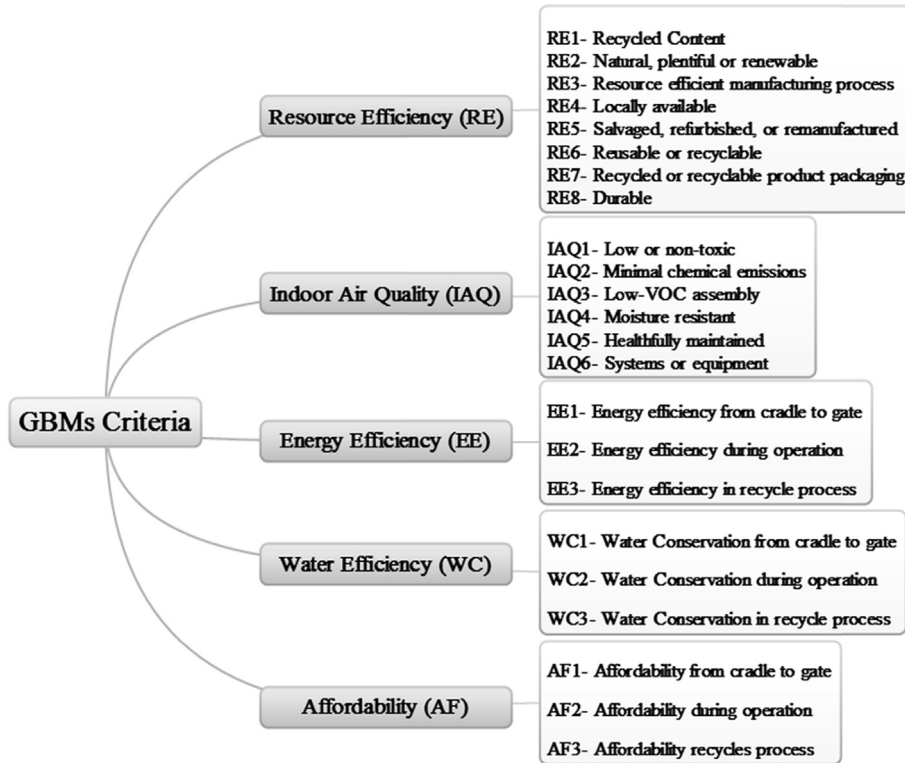 GBMs Criteria
Resource Efficiency (RE)
RE1- Recycled Content
RE2- Natural, plentiful or renewable
RE3- Resource efficient manufacturing process
RE4- Locally available
RE5- Salvaged, refurbished, or remanufactured
RE6- Reusable or recyclable
RE7- Recycled or recyclable product packaging
RE8- Durable
Indoor Air Quality (IAQ)
IAQ1- Low or non-toxic
IAQ2- Minimal chemical emissions
IAQ3- Low-VOC assembly
IAQ4- Moisture resistant
IAQ5- Healthfully maintained
IAQ6- Systems or equipment
Energy Efficiency (EE)
EE1- Energy efficiency from cradle to gate
EE2- Energy efficiency during operation
EE3- Energy efficiency in recycle process
Water Efficiency (WC)
WC1- Water Conservation from cradle to gate
WC2- Water Conservation during operation
WC3- Water Conservation in recycle process
Affordability (AF)
AF1- Affordability from cradle to gate
AF2- Affordability during operation
AF3- Affordability recycles process